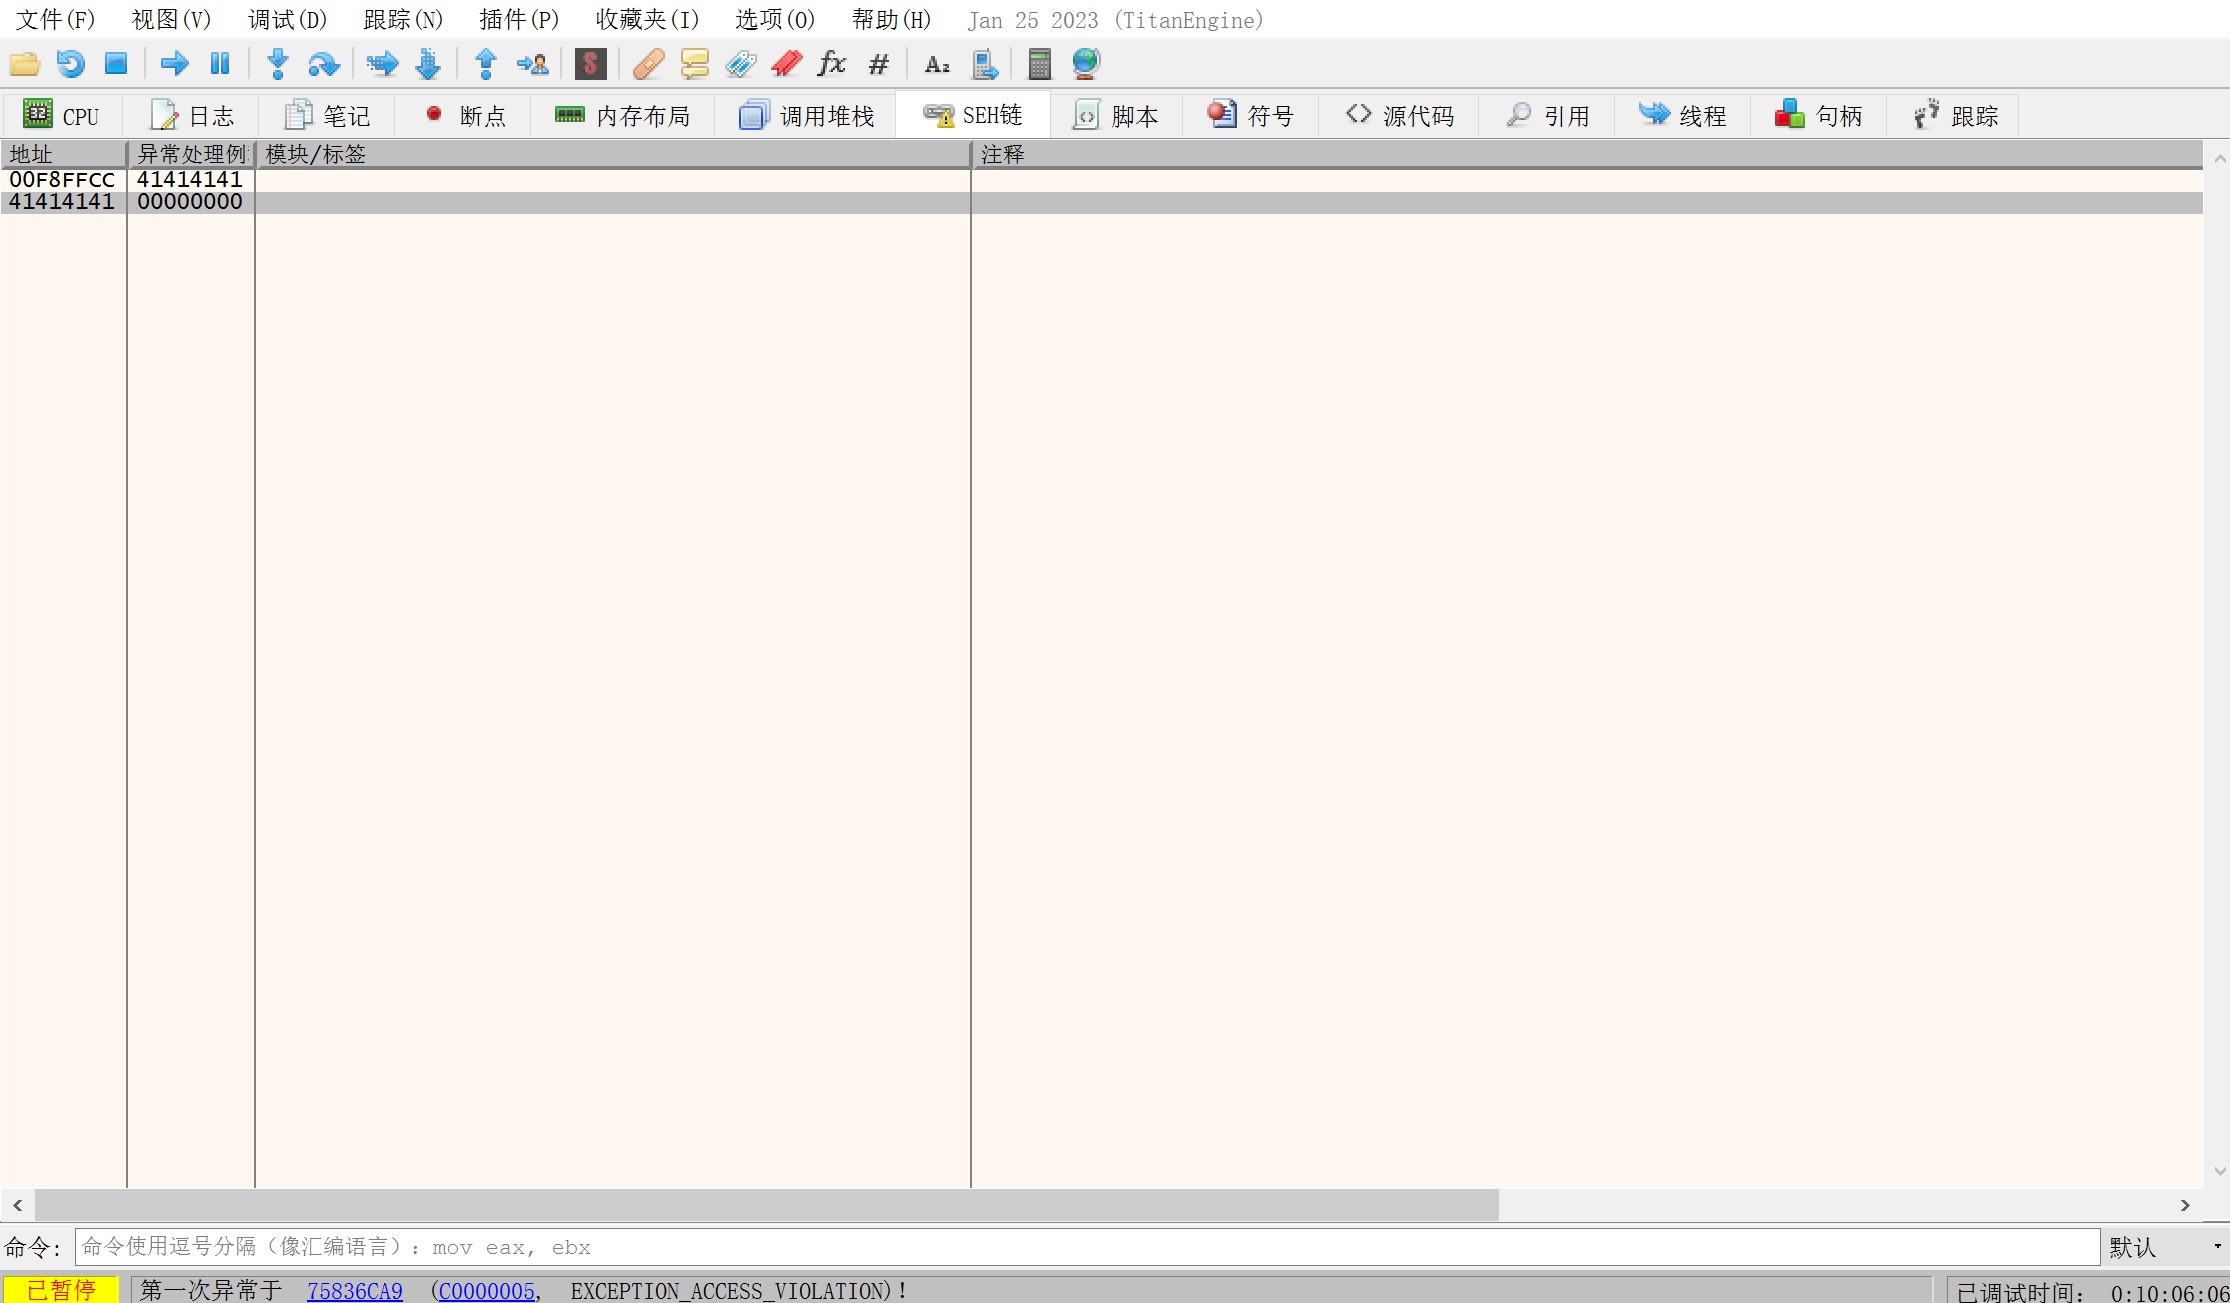 文件(F) 视图(V) 调试(D) 跟踪(N) 插件(P) 收藏夹(I) 选项(O) 帮助(H) Jan 25 2023 (TitanEngine)
CPU 日志 笔记 断点 内存布局 调用堆栈 SEH链 脚本 符号 源代码 引用 线程 句柄 跟踪
地址 异常处理例 模块/标签 注释
00F8FFCC 41414141
41414141 00000000
命令: 命令使用逗号分隔（像汇编语言）：mov eax, ebx 默认
已暂停 第一次异常于 75836CA9 (C0000005, EXCEPTION_ACCESS_VIOLATION)! 已调试时间: 0:10:06:06